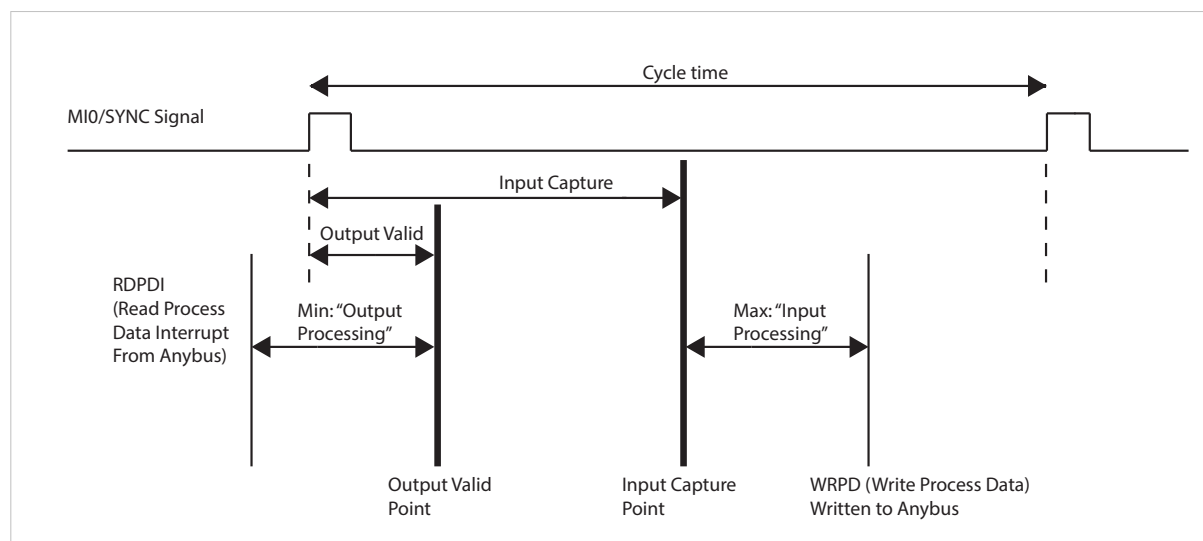 Cycle time
MI0/SYNC Signal
Input Capture
Output Valid
RDPDI
(Read Process
Data Interrupt
From Anybus)
Min: “Output
Processing”
Max: “Input
Processing”
Output Valid
Point
Input Capture
Point
WRPD (Write Process Data)
Written to Anybus